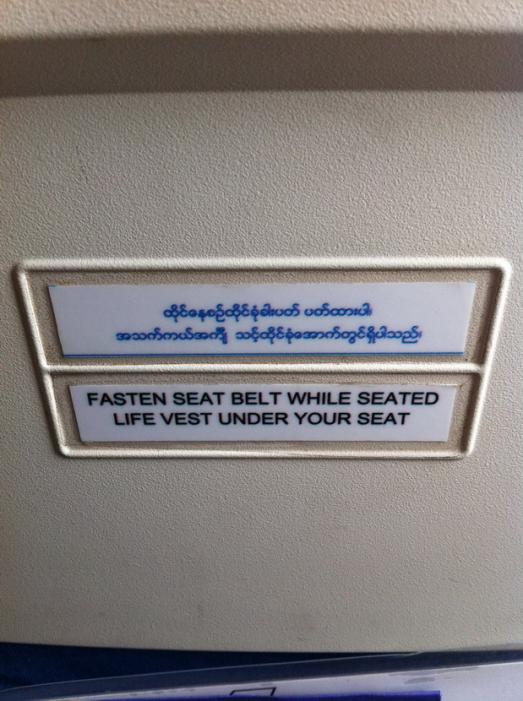 ထိုင်နေစဉ်ထိုင်ခုံခါးပတ် ပတ်ထားပါ၊
အသက်ကယ်အင်္ကျီ သင့်ထိုင်ခုံအောက်တွင်ရှိပါသည်၊
FASTEN SEAT BELT WHILE SEATED
LIFE VEST UNDER YOUR SEAT